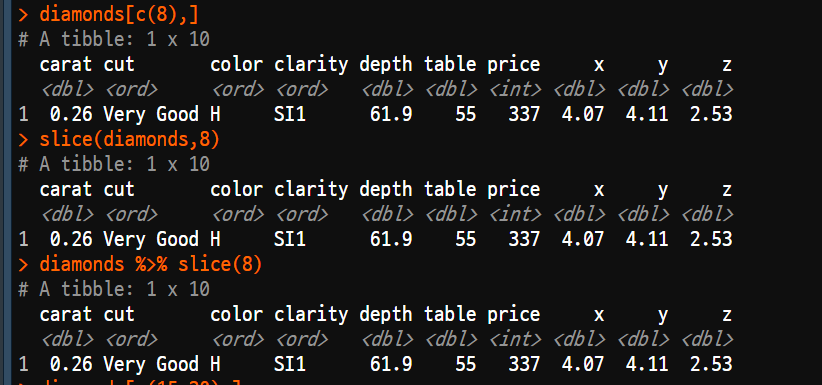 > diamonds[c(8),]
# A tibble: 1 x 10
  carat cut       color clarity depth table price     x     y     z
  <dbl> <ord>     <ord> <ord>   <dbl> <dbl> <int> <dbl> <dbl> <dbl>
1  0.26 Very Good H     SI1      61.9    55   337  4.07  4.11  2.53
> slice(diamonds,8)
# A tibble: 1 x 10
  carat cut       color clarity depth table price     x     y     z
  <dbl> <ord>     <ord> <ord>   <dbl> <dbl> <int> <dbl> <dbl> <dbl>
1  0.26 Very Good H     SI1      61.9    55   337  4.07  4.11  2.53
> diamonds %>% slice(8)
# A tibble: 1 x 10
  carat cut       color clarity depth table price     x     y     z
  <dbl> <ord>     <ord> <ord>   <dbl> <dbl> <int> <dbl> <dbl> <dbl>
1  0.26 Very Good H     SI1      61.9    55   337  4.07  4.11  2.53